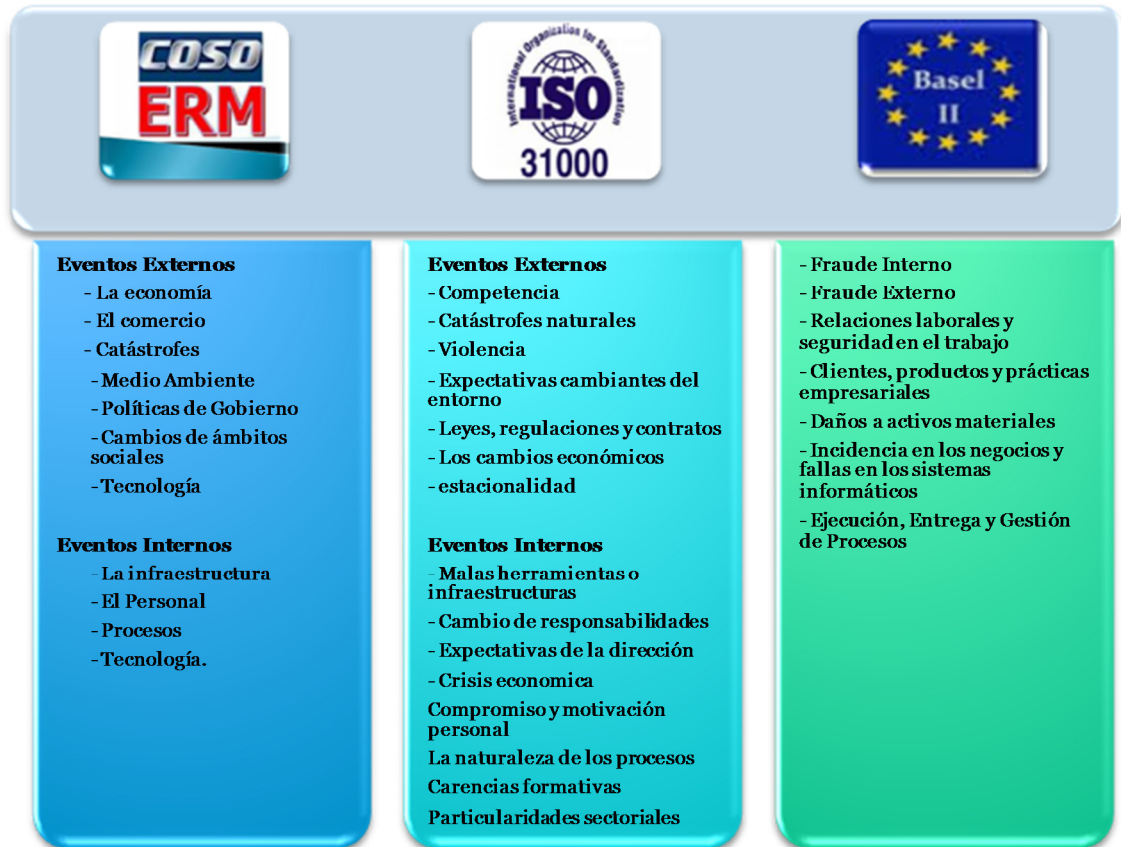 COSO
ERM
International Organization for Standardization
ISO
31000
Basel
II
Eventos Externos
- La economía
- El comercio
- Catástrofes
- Medio Ambiente
- Políticas de Gobierno
- Cambios de ámbitos
sociales
- Tecnología
Eventos Internos
- La infraestructura
- El Personal
- Procesos
- Tecnología.
Eventos Externos
- Competencia
- Catástrofes naturales
- Violencia
- Expectativas cambiantes del
entorno
- Leyes, regulaciones y contratos
- Los cambios económicos
- estacionalidad
Eventos Internos
- Malas herramientas o
infraestructuras
- Cambio de responsabilidades
- Expectativas de la dirección
- Crisis economica
Compromiso y motivación
personal
La naturaleza de los procesos
Carencias formativas
Particularidades sectoriales
- Fraude Interno
- Fraude Externo
- Relaciones laborales y
seguridad en el trabajo
- Clientes, productos y prácticas
empresariales
- Daños a activos materiales
- Incidencia en los negocios y
fallas en los sistemas
informáticos
- Ejecución, Entrega y Gestión
de Procesos